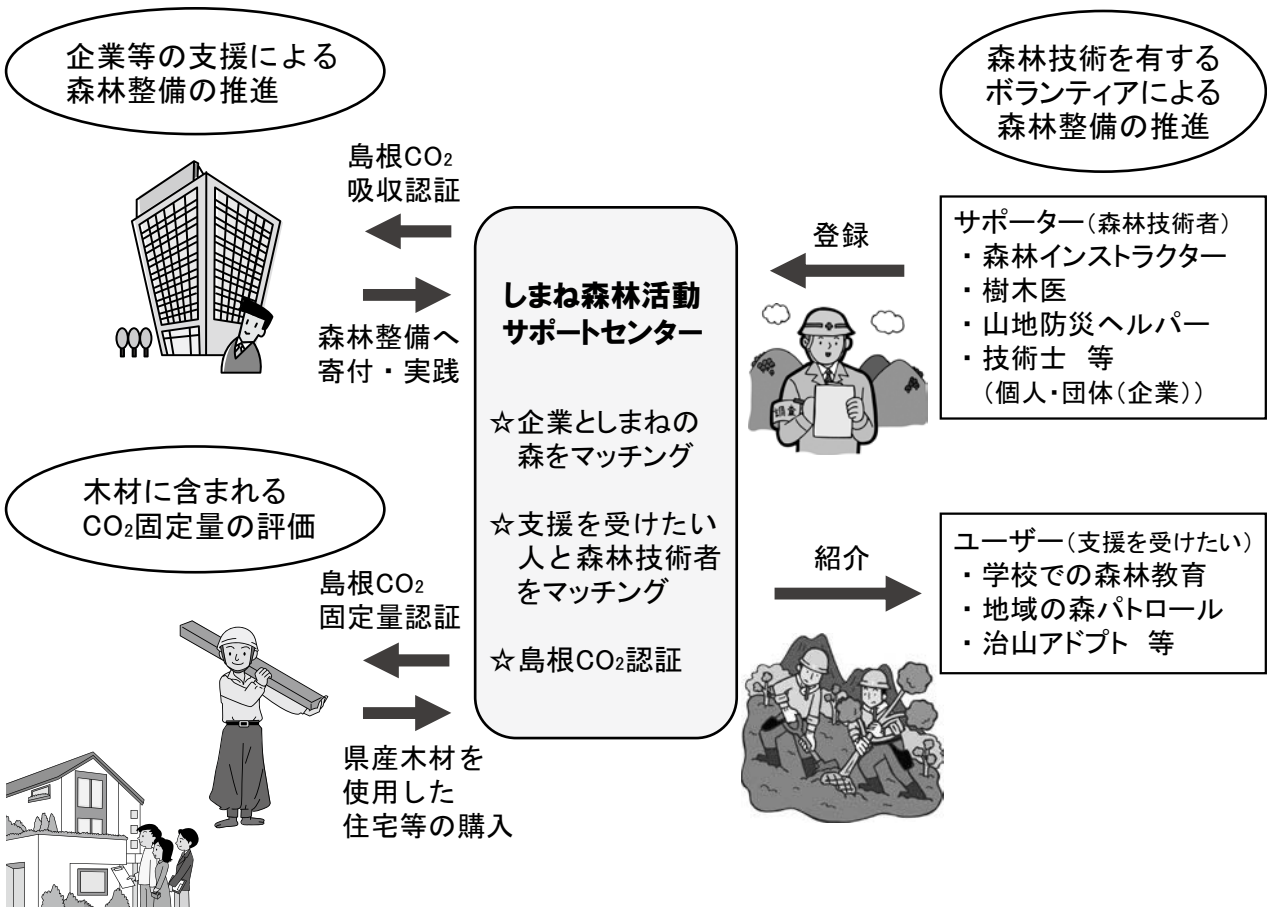 企業等の支援による
森林整備の推進
島根CO₂
吸収認証
森林整備へ
寄付・実践
木材に含まれる
CO₂固定量の評価
島根CO₂
固定量認証
県産木材を
使用した
住宅等の購入
しまね森林活動
サポートセンター
☆企業としまねの
森をマッチング
☆支援を受けたい
人と森林技術者
をマッチング
☆島根CO₂認証
森林技術を有する
ボランティアによる
森林整備の推進
登録
サポーター(森林技術者)
・森林インストラクター
・樹木医
・山地防災ヘルパー
・技術士 等
(個人・団体(企業))
調査
紹介
ユーザー(支援を受けたい)
・学校での森林教育
・地域の森パトロール
・治山アドプト 等